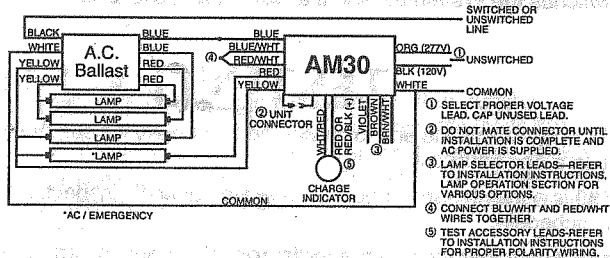 SWITCHED OR
UNSWITCHED
LINE
BLACK
BLUE
BLUE
WHITE
BLUE
BLUE/WHT
ORG (277V)
①
UNSWITCHED
YELLOW
A.C.
Ballast
RED
④
RED/WHT
AM30
YELLOW
RED
RED
BLK (120V)
YELLOW
WHITE
COMMON
LAMP
LAMP
LAMP
*LAMP
② UNIT
CONNECTOR
WHT/RED
RED OR
RED/BLK (+)
VIOLET
BROWN
BRN/WHT
③
⑤
CHARGE
INDICATOR
COMMON
*AC / EMERGENCY
① SELECT PROPER VOLTAGE
LEAD. CAP UNUSED LEAD.
② DO NOT MATE CONNECTOR UNTIL
INSTALLATION IS COMPLETE AND
AC POWER IS SUPPLIED.
③ LAMP SELECTOR LEADS—REFER
TO INSTALLATION INSTRUCTIONS,
LAMP OPERATION SECTION FOR
VARIOUS OPTIONS.
④ CONNECT BLU/WHT AND RED/WHT
WIRES TOGETHER.
⑤ TEST ACCESSORY LEADS-REFER
TO INSTALLATION INSTRUCTIONS
FOR PROPER POLARITY WIRING.